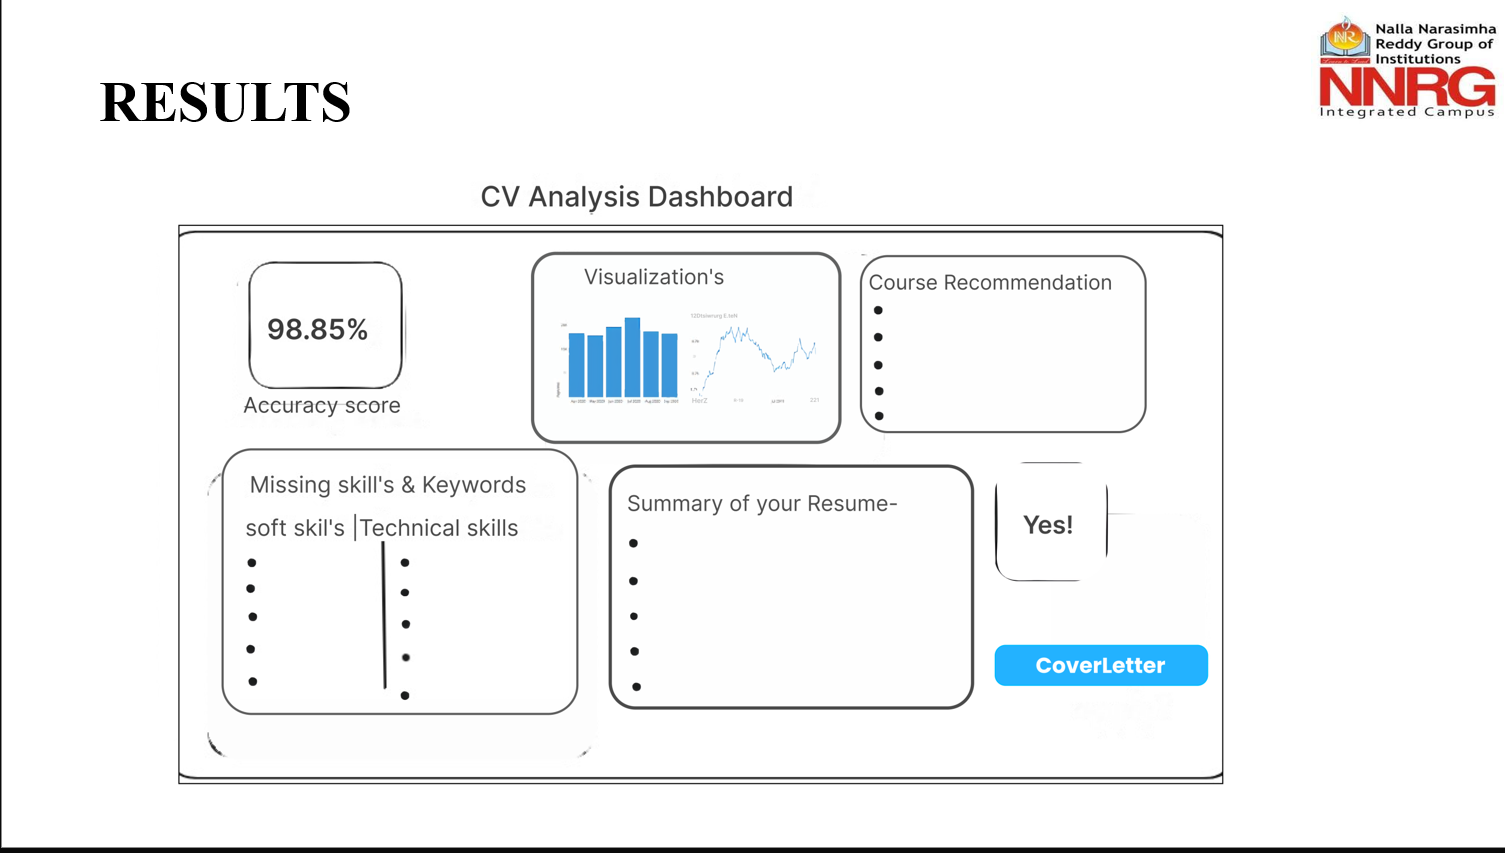 Nalla Narasimha
Reddy Group of
Institutions
NNRG
Integrated Campus
RESULTS
CV Analysis Dashboard
98.85%
Accuracy score
Visualization's
Course Recommendation
Missing skill's & Keywords
soft skil's |Technical skills
Summary of your Resume-
Yes!
CoverLetter